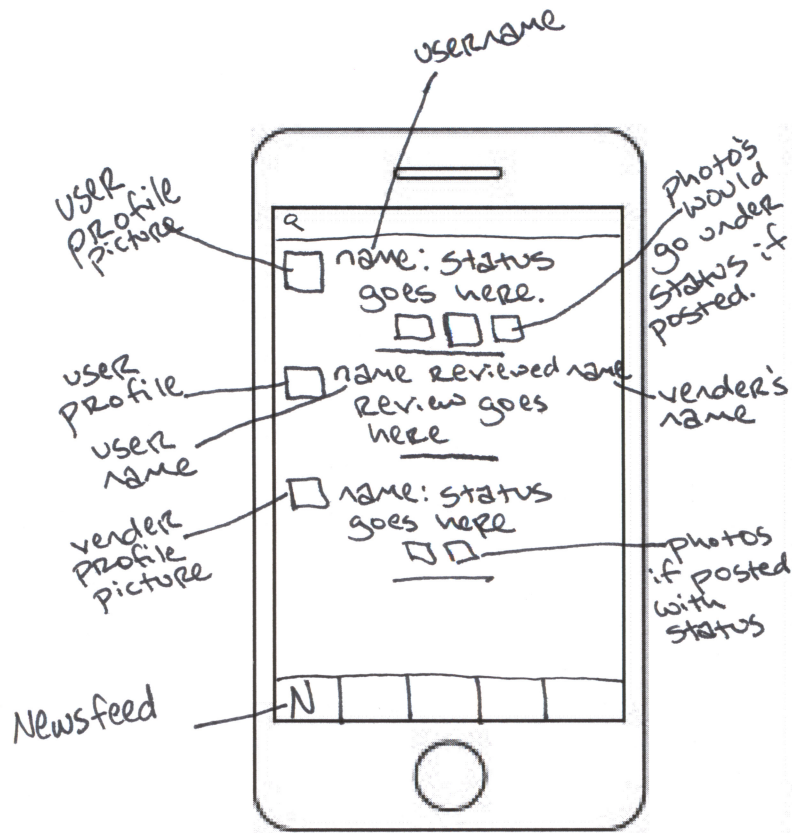 username
user
profile
picture
photo's
would
go under
status if
posted.
name: status
goes here.
user
profile
name reviewed name
review goes
here
vender's
name
user
name
name: status
goes here
vender
profile
picture
photos
if posted
with
status
Newsfeed
N